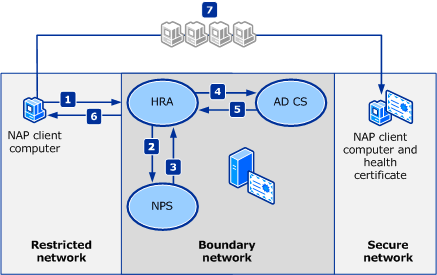 7
1
6
HRA
4
5
AD CS
2
3
NPS
NAP client
computer
NAP client
computer and
health
certificate
Restricted
network
Boundary
network
Secure
network